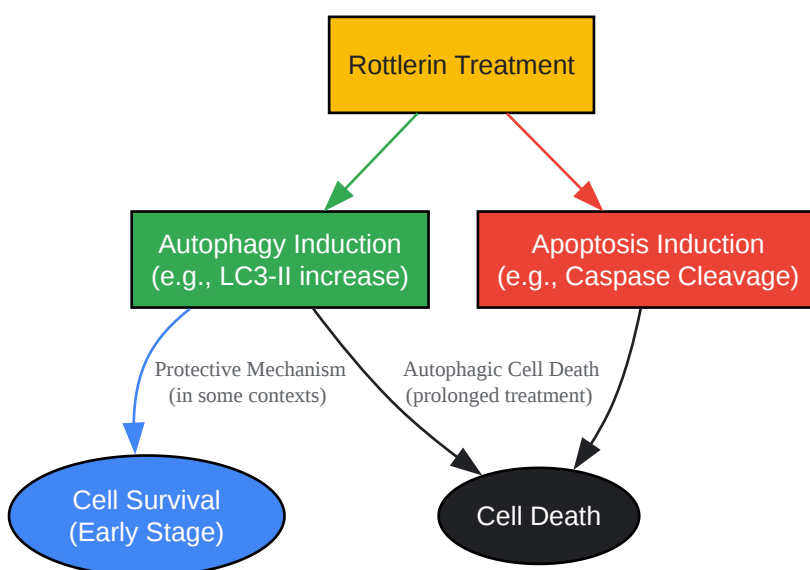 Rottlerin Treatment
Autophagy Induction
(e.g., LC3-II increase)
Apoptosis Induction
(e.g., Caspase Cleavage)
Protective Mechanism
(in some contexts)
Autophagic Cell Death
(prolonged treatment)
Cell Survival
(Early Stage)
Cell Death